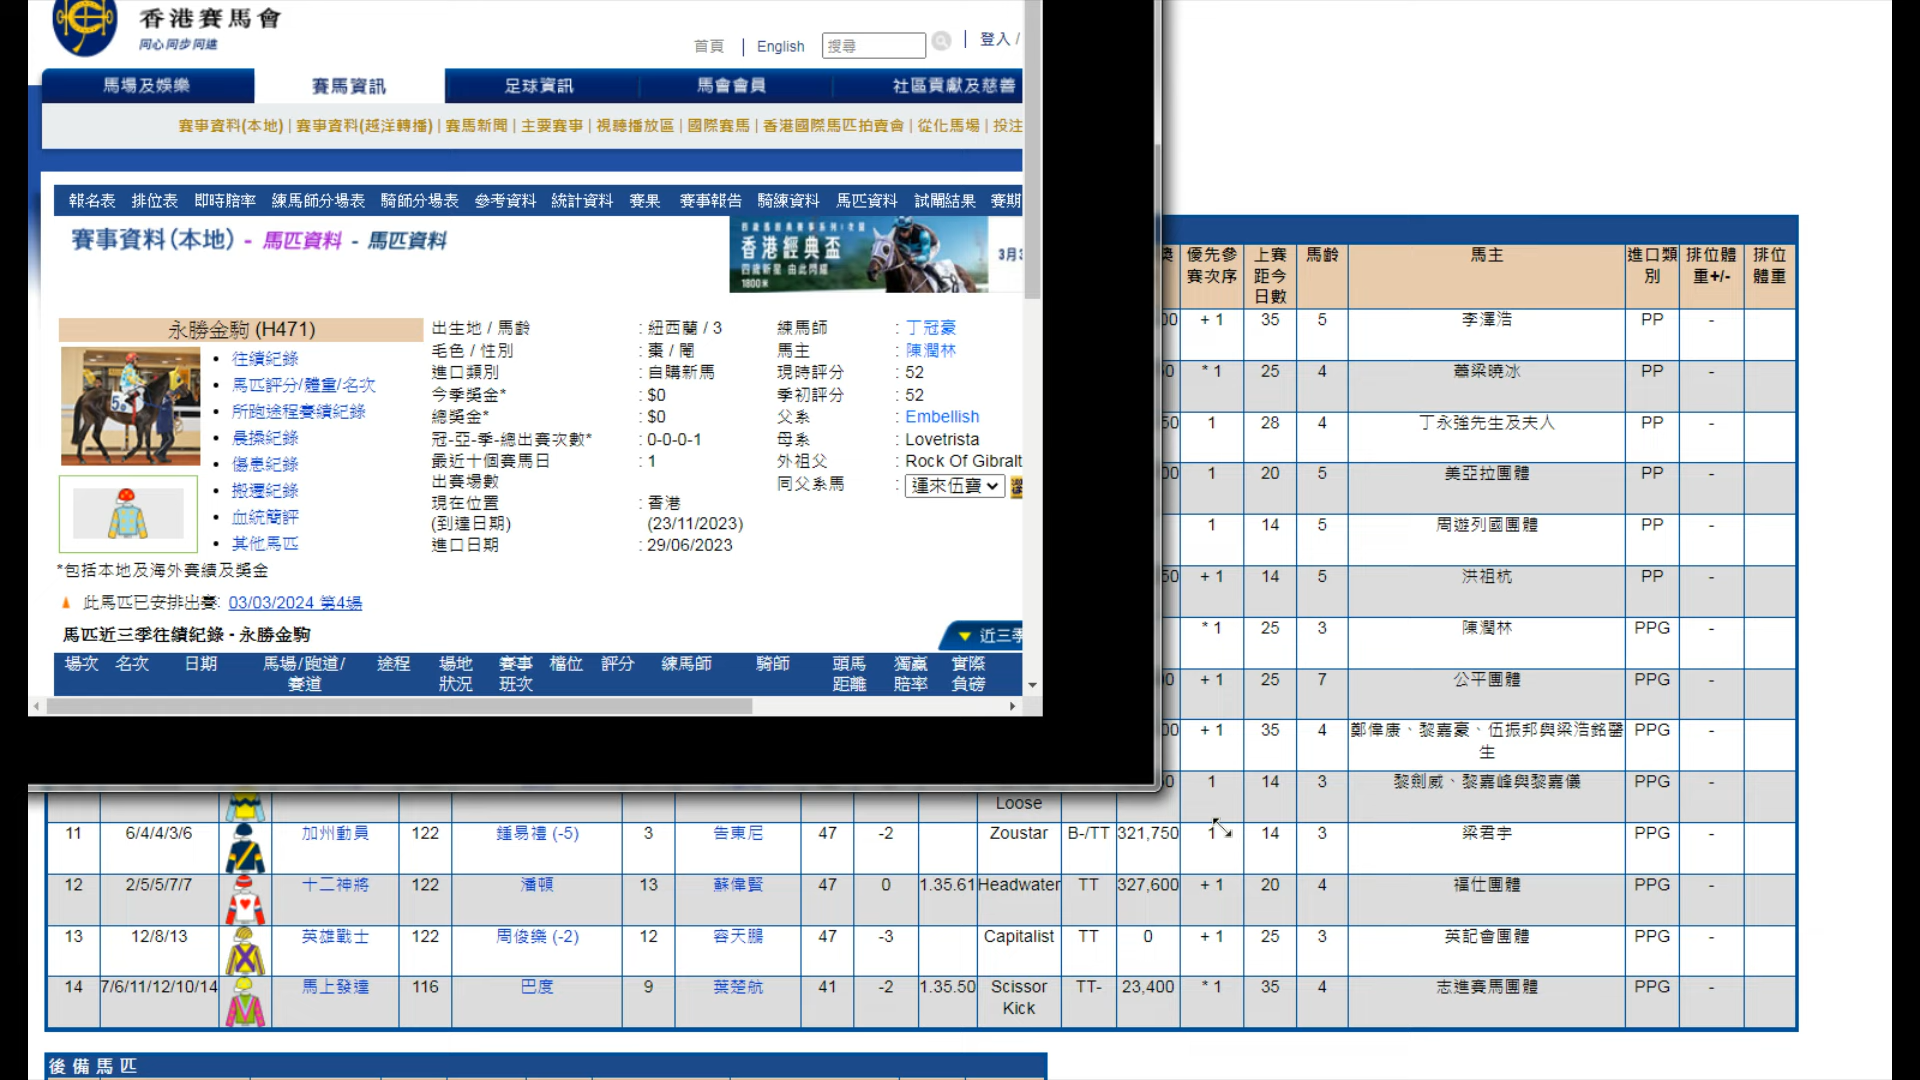 香港賽馬會
同心同步同進
首頁 | English 搜尋 | 登入 /
馬場及娛樂 賽馬資訊 足球資訊 馬會會員 社區貢獻及慈善
賽事資料(本地) | 賽事資料(越洋轉播) | 賽馬新聞 | 主要賽事 | 視聽播放區 | 國際賽馬 | 香港國際馬匹拍賣會 | 從化馬場 | 投注
報名表 排位表 即時賠率 練馬師分場表 騎師分場表 參考資料 統計資料 賽果 賽事報告 騎練資料 馬匹資料 試閘結果 賽期
賽事資料(本地) - 馬匹資料 - 馬匹資料
香港經典盃
四歲新星 由此閃耀
1800米
3月3
永勝金駒 (H471)
往績紀錄
馬匹評分/體重/名次
所跑途程賽績紀錄
晨操紀錄
傷患紀錄
搬遷紀錄
血統簡評
其他馬匹
出生地 / 馬齡 : 紐西蘭 / 3
毛色 / 性別 : 棗 / 閹
進口類別 : 自購新馬
今季獎金* : $0
總獎金* : $0
冠-亞-季-總出賽次數* : 0-0-0-1
最近十個賽馬日 : 1
出賽場數
現在位置 : 香港
(到達日期) (23/11/2023)
進口日期 : 29/06/2023
練馬師 : 丁冠豪
馬主 : 陳潤林
現時評分 : 52
季初評分 : 52
父系 : Embellish
母系 : Lovetrista
外祖父 : Rock Of Gibralt
同父系馬 : 運來伍寶
*包括本地及海外賽績及獎金
此馬匹已安排出賽: 03/03/2024 第4場
馬匹近三季往績紀錄 - 永勝金駒
近三季
場次 名次 日期 馬場/跑道/ 途程 場地 賽事 檔位 評分 練馬師 騎師 頭馬 獨贏 實際
賽道 狀況 班次 距離 賠率 負磅
獎 優先參 上賽 馬齡 馬主 進口類 排位體 排位
賽次序 距今 別 重+/- 體重
日數
00 + 1 35 5 李澤浩 PP -
50 * 1 25 4 蕭梁曉冰 PP -
50 1 28 4 丁永強先生及夫人 PP -
00 1 20 5 美亞拉團體 PP -
1 14 5 周遊列國團體 PP -
50 + 1 14 5 洪祖杭 PP -
* 1 25 3 陳潤林 PPG -
00 + 1 25 7 公平團體 PPG -
00 + 1 35 4 鄭偉康、黎嘉豪、伍振邦與梁浩銘醫 PPG -
生
50 1 14 3 黎劍威、黎嘉峰與黎嘉儀 PPG -
Loose
11 6/4/4/3/6 加州動員 122 鍾易禮 (-5) 3 告東尼 47 -2 Zoustar B-/TT 321,750 1 14 3 梁君宇 PPG -
12 2/5/5/7/7 十二神將 122 潘頓 13 蘇偉賢 47 0 1.35.61 Headwater TT 327,600 + 1 20 4 福仕團體 PPG -
13 12/8/13 英雄戰士 122 周俊樂 (-2) 12 容天鵬 47 -3 Capitalist TT 0 + 1 25 3 英記會團體 PPG -
14 7/6/11/12/10/14 馬上發達 116 巴度 9 葉楚航 41 -2 1.35.50 Scissor TT- 23,400 * 1 35 4 志進賽馬團體 PPG -
Kick
後備馬匹